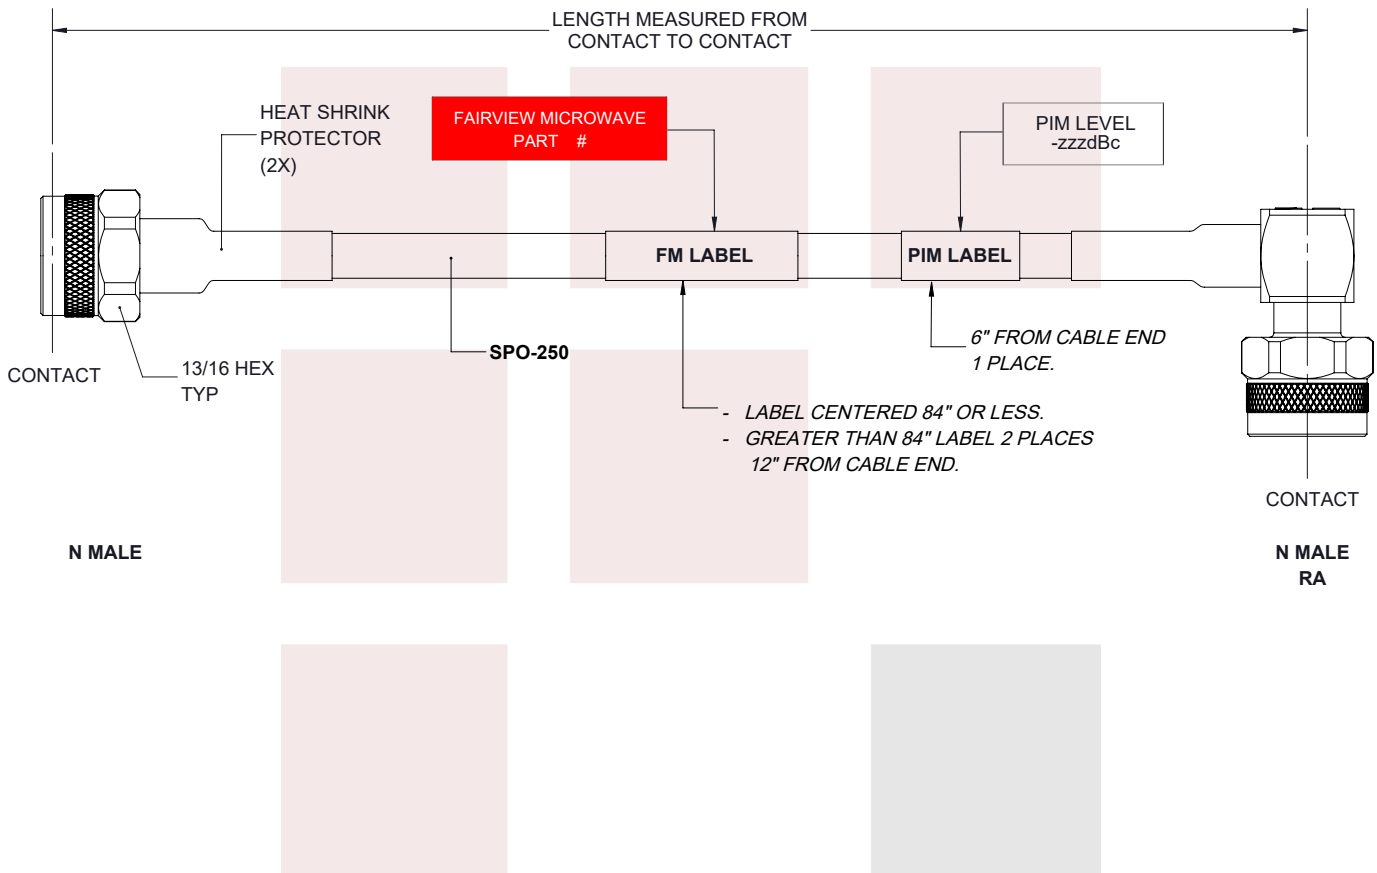 LENGTH MEASURED FROM
CONTACT TO CONTACT
HEAT SHRINK
PROTECTOR
(2X)
FAIRVIEW MICROWAVE
PART #
PIM LEVEL
-zzzdBc
FM LABEL
PIM LABEL
CONTACT
13/16 HEX
TYP
SPO-250
6" FROM CABLE END
1 PLACE.
- LABEL CENTERED 84" OR LESS.
- GREATER THAN 84" LABEL 2 PLACES
12" FROM CABLE END.
CONTACT
N MALE
N MALE
RA